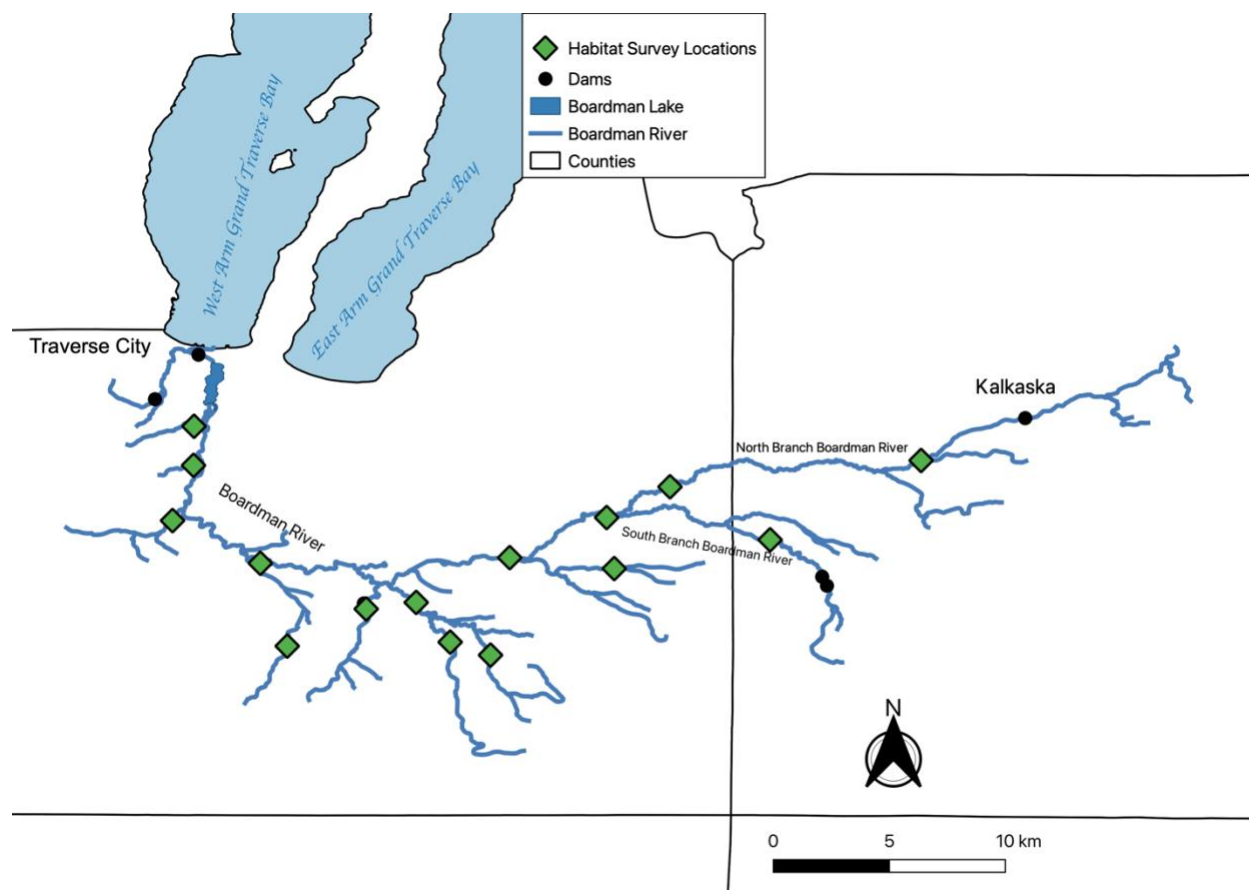 Habitat Survey Locations
Dams
Boardman Lake
Boardman River
Counties
West Arm Grand Traverse Bay
East Arm Grand Traverse Bay
Traverse City
Kalkaska
North Branch Boardman River
Boardman River
South Branch Boardman River
N
0 5 10 km